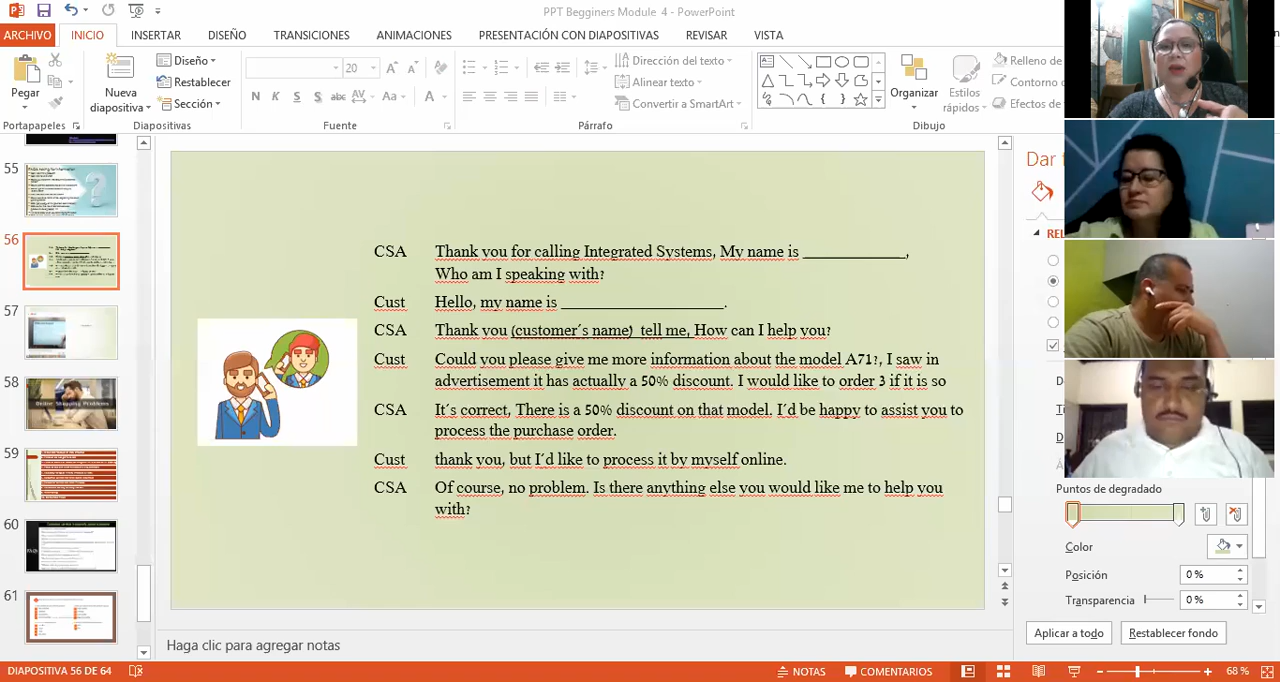 PPT Begginers Module 4 - PowerPoint
ARCHIVO INICIO INSERTAR DISEÑO TRANSICIONES ANIMACIONES PRESENTACIÓN CON DIAPOSITIVAS REVISAR VISTA
Pegar
Nueva
diapositiva
Diseño
Restablecer
Sección
20
N K S S abc AV Aa A
Dirección del texto
Alinear texto
Convertir a SmartArt
Organizar
Estilos
rápidos
Relleno de
Contorno
Efectos de
Portapapeles Diapositivas Fuente Párrafo Dibujo
55
56
57
58
59
60
61
Online Shopping Problems
CSA Thank you for calling Integrated Systems, My name is ____________,
Who am I speaking with?
Cust Hello, my name is ___________________.
CSA Thank you (customer´s name) tell me, How can I help you?
Cust Could you please give me more information about the model A71?, I saw in
advertisement it has actually a 50% discount. I would like to order 3 if it is so
CSA It´s correct, There is a 50% discount on that model. I´d be happy to assist you to
process the purchase order.
Cust thank you, but I´d like to process it by myself online.
CSA Of course, no problem. Is there anything else you would like me to help you
with?
Dar
Puntos de degradado
Color
Posición 0 %
Transparencia 0 %
Aplicar a todo Restablecer fondo
Haga clic para agregar notas
DIAPOSITIVA 56 DE 64 NOTAS COMENTARIOS 68 %